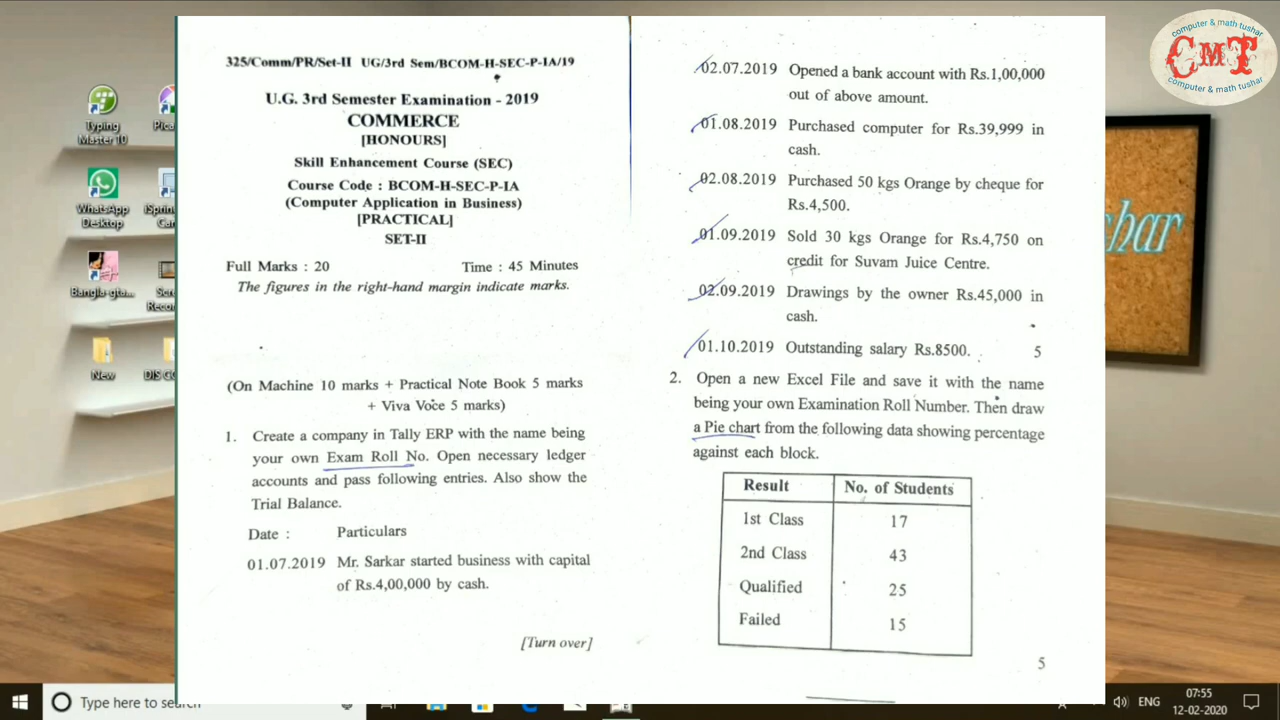 computer & math tushar
CMT
computer & math tushar
Typing
Master 10
Pica
WhatsApp
Desktop
iSprin
Ca
Bangla-gta...
Scre
Reco
New
DIS CO
shar
325/Comm/PR/Set-II UG/3rd Sem/BCOM-H-SEC-P-IA/19
U.G. 3rd Semester Examination - 2019
COMMERCE
[HONOURS]
Skill Enhancement Course (SEC)
Course Code : BCOM-H-SEC-P-IA
(Computer Application in Business)
[PRACTICAL]
SET-II
Full Marks : 20 Time : 45 Minutes
The figures in the right-hand margin indicate marks.
(On Machine 10 marks + Practical Note Book 5 marks
+ Viva Voce 5 marks)
1. Create a company in Tally ERP with the name being
your own Exam Roll No. Open necessary ledger
accounts and pass following entries. Also show the
Trial Balance.
Date : Particulars
01.07.2019 Mr. Sarkar started business with capital
of Rs.4,00,000 by cash.
[Turn over]
02.07.2019 Opened a bank account with Rs.1,00,000
out of above amount.
01.08.2019 Purchased computer for Rs.39,999 in
cash.
02.08.2019 Purchased 50 kgs Orange by cheque for
Rs.4,500.
01.09.2019 Sold 30 kgs Orange for Rs.4,750 on
credit for Suvam Juice Centre.
02.09.2019 Drawings by the owner Rs.45,000 in
cash.
01.10.2019 Outstanding salary Rs.8500. 5
2. Open a new Excel File and save it with the name
being your own Examination Roll Number. Then draw
a Pie chart from the following data showing percentage
against each block.
Result No. of Students
1st Class 17
2nd Class 43
Qualified 25
Failed 15
5
Type here to search
ENG
07:55
12-02-2020